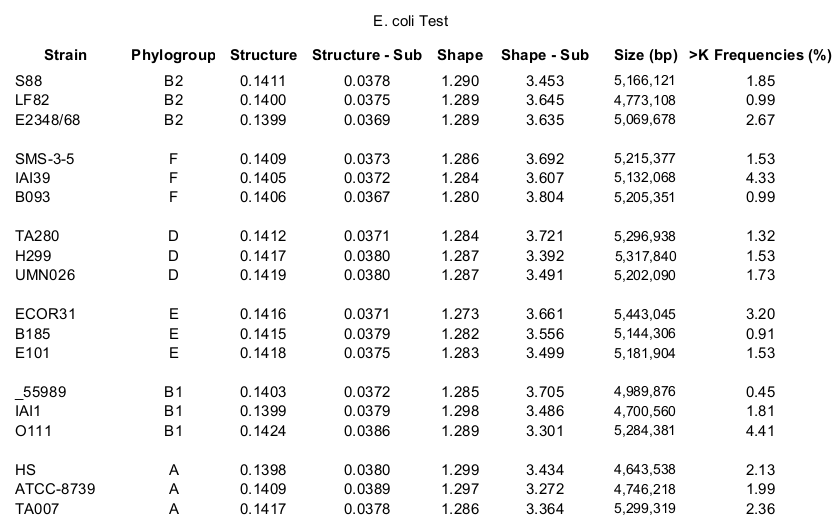 E. coli Test
Strain Phylogroup Structure Structure - Sub Shape Shape - Sub Size (bp) >K Frequencies (%)
S88 B2 0.1411 0.0378 1.290 3.453 5,166,121 1.85
LF82 B2 0.1400 0.0375 1.289 3.645 4,773,108 0.99
E2348/68 B2 0.1399 0.0369 1.289 3.635 5,069,678 2.67
SMS-3-5 F 0.1409 0.0373 1.286 3.692 5,215,377 1.53
IAI39 F 0.1405 0.0372 1.284 3.607 5,132,068 4.33
B093 F 0.1406 0.0367 1.280 3.804 5,205,351 0.99
TA280 D 0.1412 0.0371 1.284 3.721 5,296,938 1.32
H299 D 0.1417 0.0380 1.287 3.392 5,317,840 1.53
UMN026 D 0.1419 0.0380 1.287 3.491 5,202,090 1.73
ECOR31 E 0.1416 0.0371 1.273 3.661 5,443,045 3.20
B185 E 0.1415 0.0379 1.282 3.556 5,144,306 0.91
E101 E 0.1418 0.0375 1.283 3.499 5,181,904 1.53
_55989 B1 0.1403 0.0372 1.285 3.705 4,989,876 0.45
IAI1 B1 0.1399 0.0379 1.298 3.486 4,700,560 1.81
O111 B1 0.1424 0.0386 1.289 3.301 5,284,381 4.41
HS A 0.1398 0.0380 1.299 3.434 4,643,538 2.13
ATCC-8739 A 0.1409 0.0389 1.297 3.272 4,746,218 1.99
TA007 A 0.1417 0.0378 1.286 3.364 5,299,319 2.36